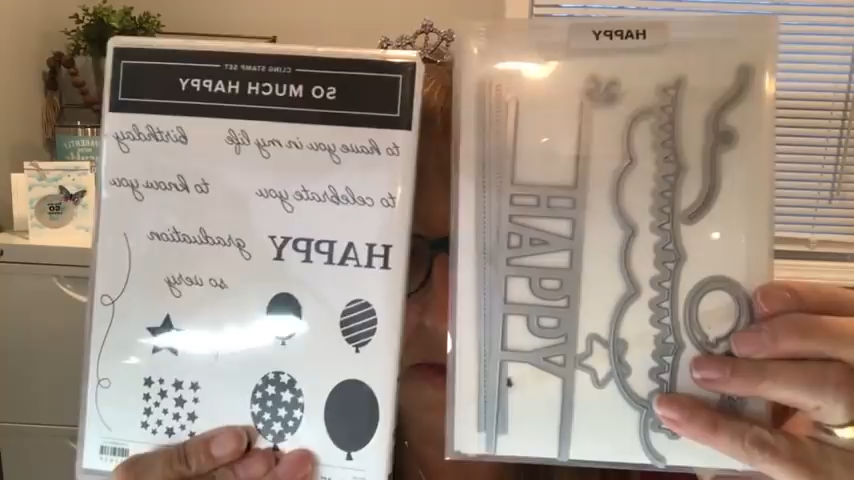 CLING STAMP SET
SO MUCH HAPPY
to have you in my life
birthday
to celebrate you
to know you
HAPPY
graduation
so very
HAPPY
HAPPY